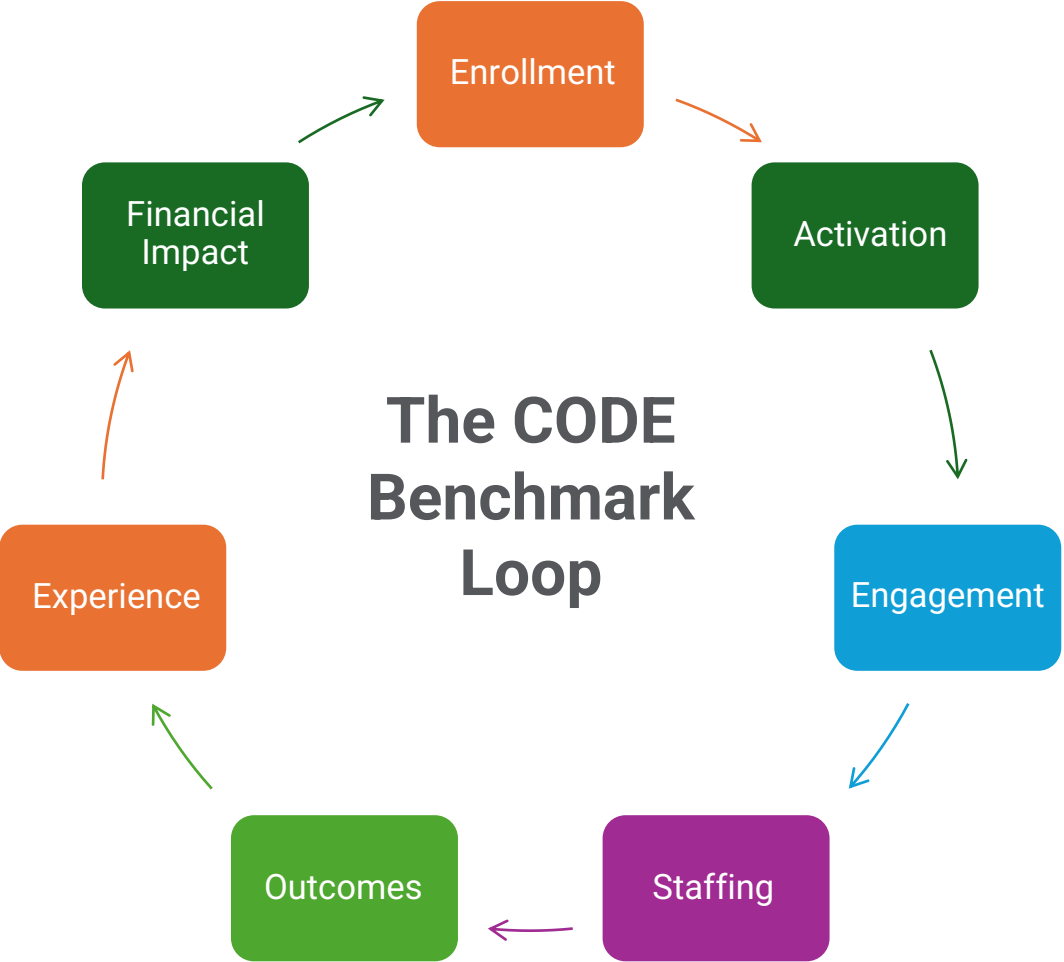 Enrollment
Activation
Engagement
Staffing
Outcomes
Experience
Financial
Impact
The CODE
Benchmark
Loop